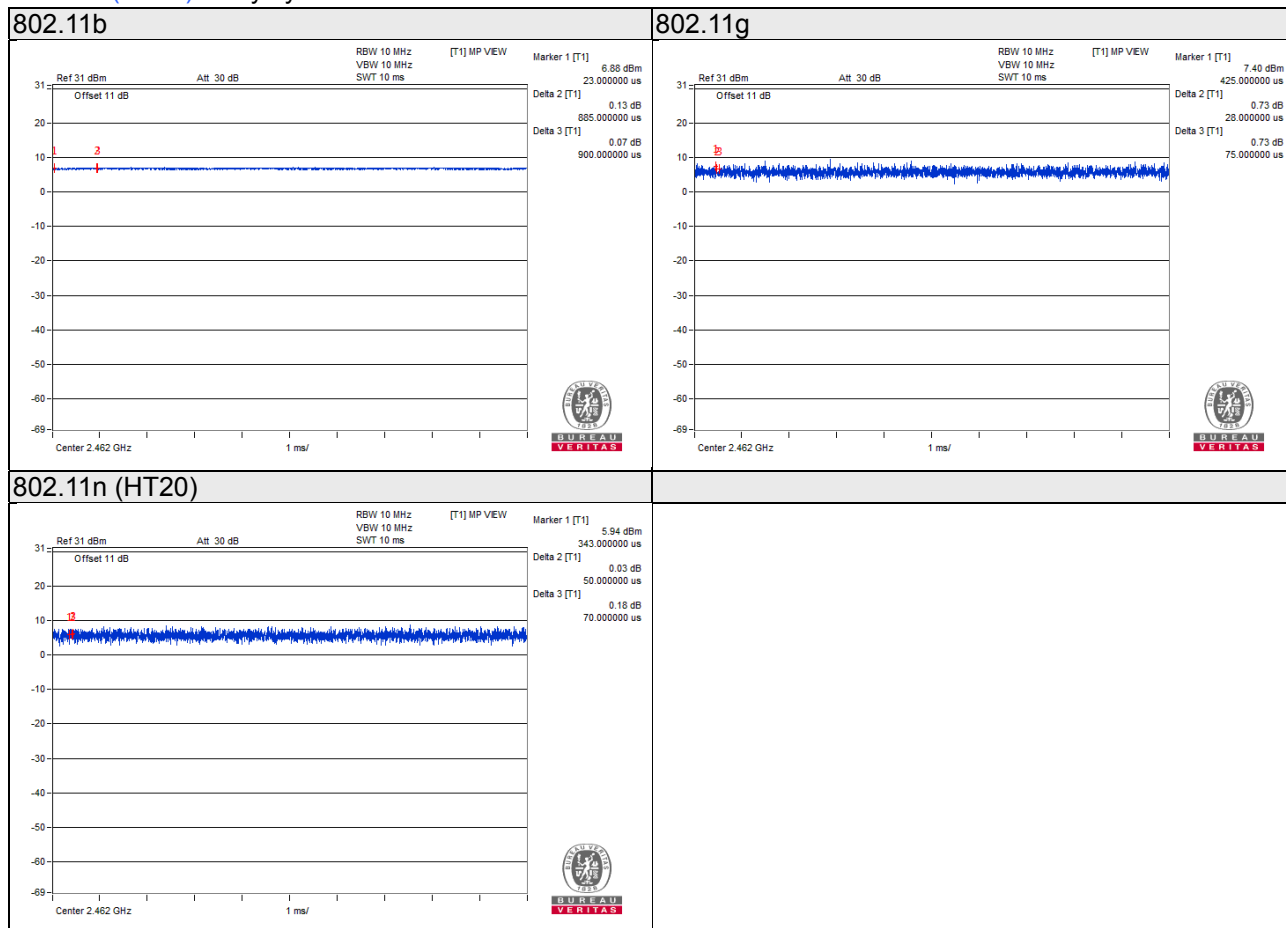 802.11b
RBW 10 MHz [T1] MP VIEW
VBW 10 MHz
Ref 31 dBm Att 30 dB SWT 10 ms
Marker 1 [T1]
6.88 dBm
23.000000 us
Delta 2 [T1]
0.13 dB
885.000000 us
Delta 3 [T1]
0.07 dB
900.000000 us
31
Offset 11 dB
20
10
0
-10
-20
-30
-40
-50
-60
-69
1
Center 2.462 GHz 1 ms/
BUREAU
VERITAS
802.11g
RBW 10 MHz [T1] MP VIEW
VBW 10 MHz
Ref 31 dBm Att 30 dB SWT 10 ms
Marker 1 [T1]
7.40 dBm
425.000000 us
Delta 2 [T1]
0.73 dB
28.000000 us
Delta 3 [T1]
0.73 dB
75.000000 us
31
Offset 11 dB
20
10
0
-10
-20
-30
-40
-50
-60
-69
Center 2.462 GHz 1 ms/
BUREAU
VERITAS
802.11n (HT20)
RBW 10 MHz [T1] MP VIEW
VBW 10 MHz
Ref 31 dBm Att 30 dB SWT 10 ms
Marker 1 [T1]
5.94 dBm
343.000000 us
Delta 2 [T1]
0.03 dB
50.000000 us
Delta 3 [T1]
0.18 dB
70.000000 us
31
Offset 11 dB
20
10
0
-10
-20
-30
-40
-50
-60
-69
Center 2.462 GHz 1 ms/
BUREAU
VERITAS